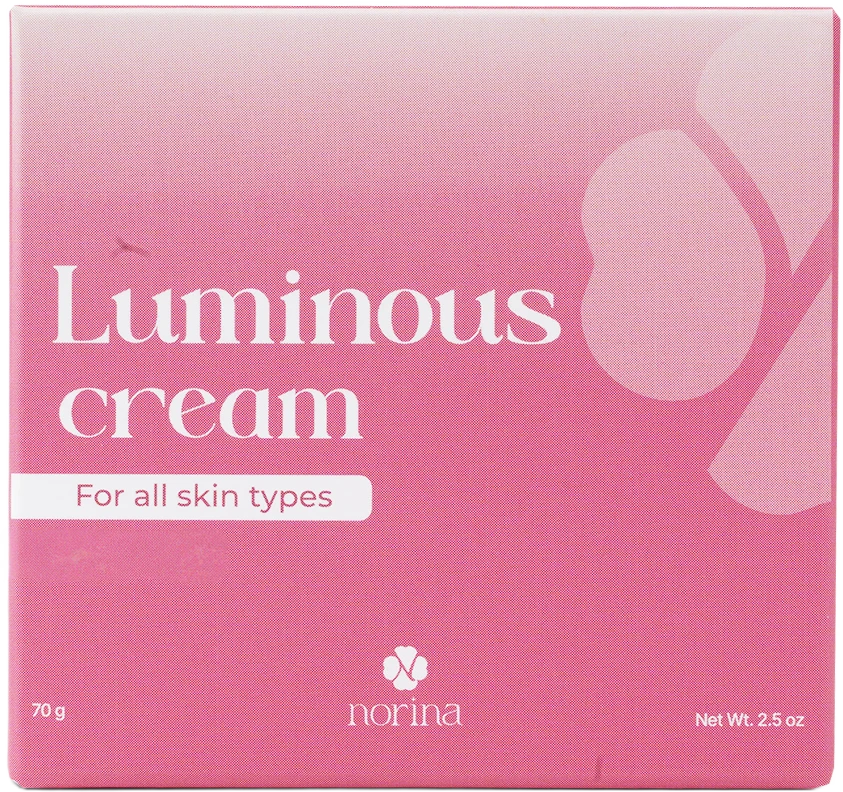 Luminous
cream
For all skin types
70 g
norina
Net Wt. 2.5 oz